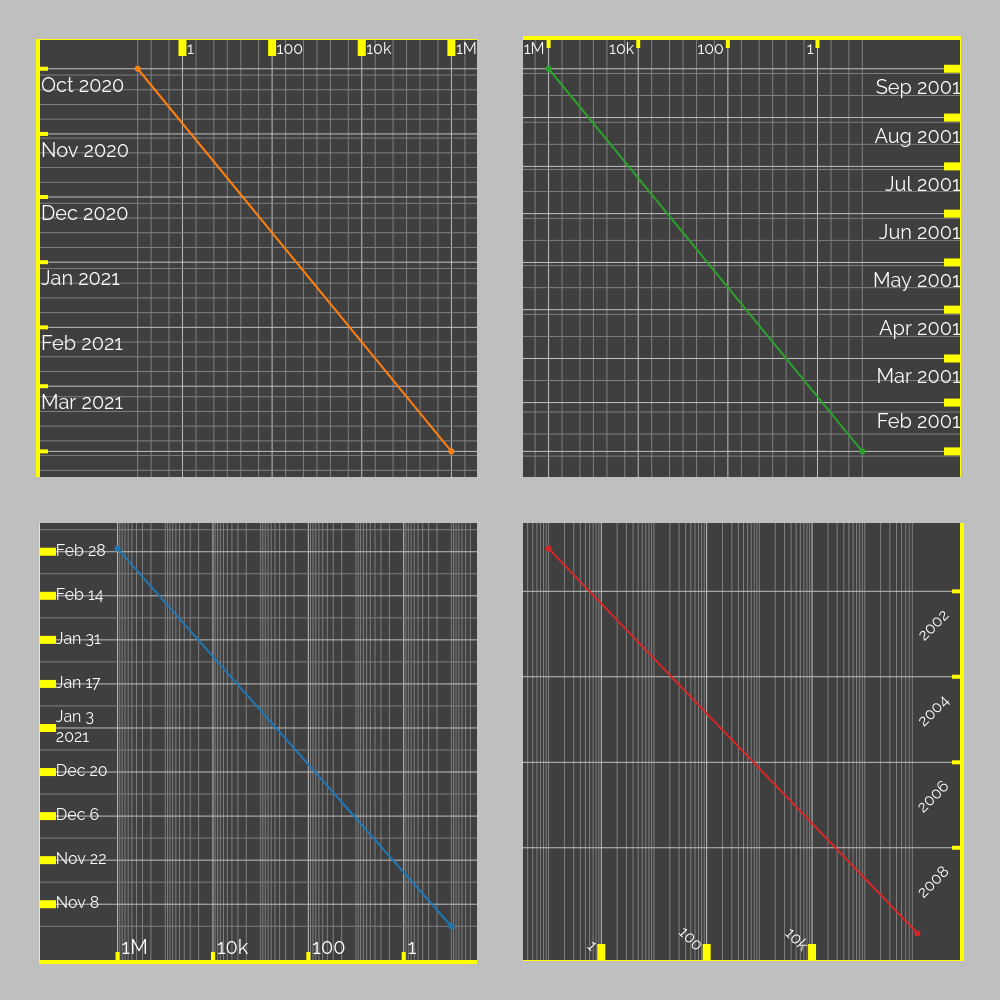 1 100 10k 1M
Oct 2020
Nov 2020
Dec 2020
Jan 2021
Feb 2021
Mar 2021
1M 10k 100 1
Sep 2001
Aug 2001
Jul 2001
Jun 2001
May 2001
Apr 2001
Mar 2001
Feb 2001
Feb 28
Feb 14
Jan 31
Jan 17
Jan 3
2021
Dec 20
Dec 6
Nov 22
Nov 8
1M 10k 100 1
2002
2004
2006
2008
1 100 10k